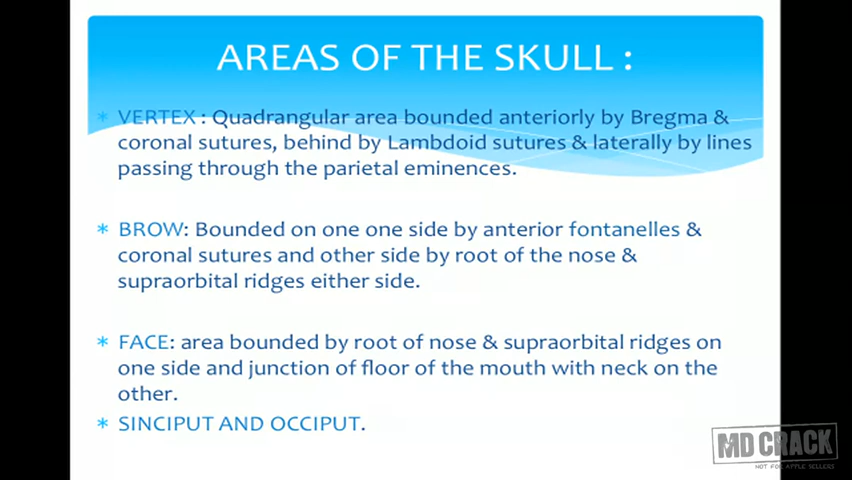 AREAS OF THE SKULL :
* VERTEX : Quadrangular area bounded anteriorly by Bregma &
coronal sutures, behind by Lambdoid sutures & laterally by lines
passing through the parietal eminences.
* BROW: Bounded on one one side by anterior fontanelles &
coronal sutures and other side by root of the nose &
supraorbital ridges either side.
* FACE: area bounded by root of nose & supraorbital ridges on
one side and junction of floor of the mouth with neck on the
other.
* SINCIPUT AND OCCIPUT.
MD CRACK
NOT FOR APPLE SELLERS